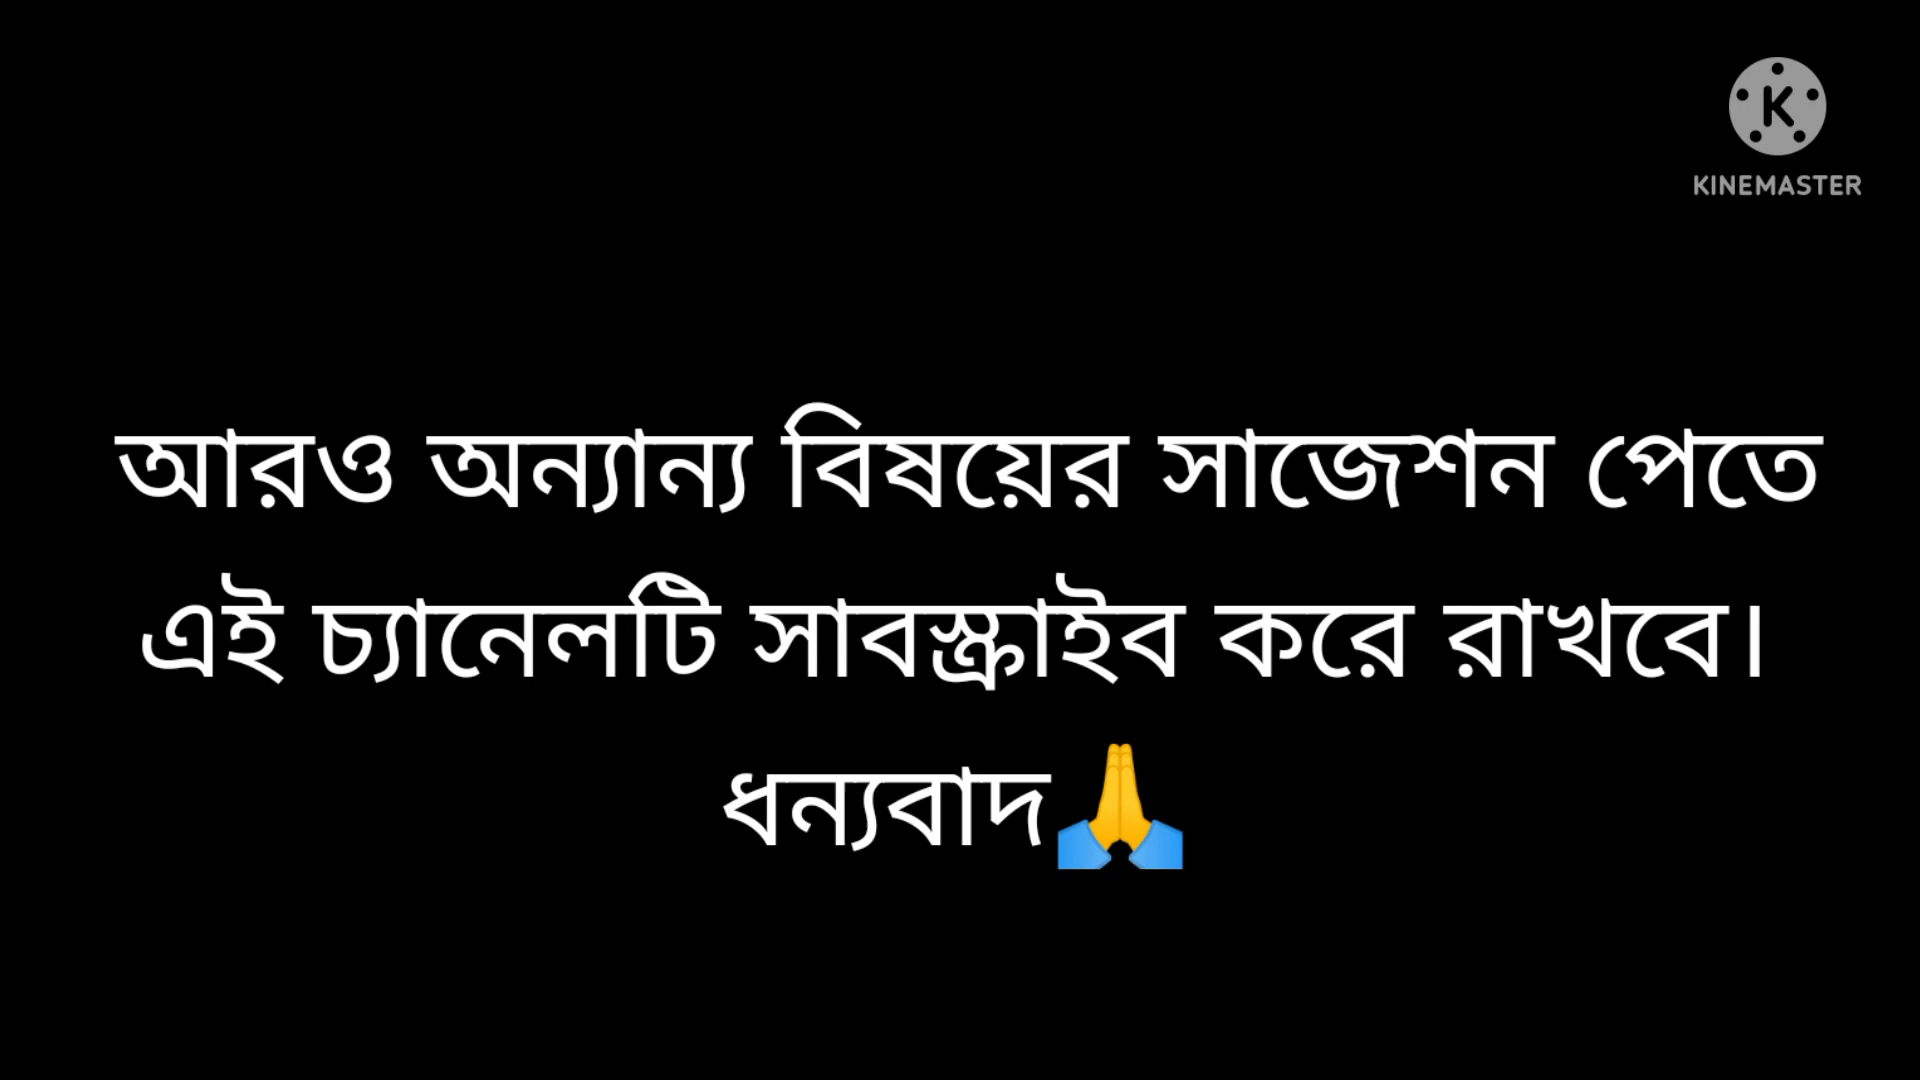 KINEMASTER
আরও অন্যান্য বিষয়ের সাজেশন পেতে
এই চ্যানেলটি সাবস্ক্রাইব করে রাখবে।
ধন্যবাদ🙏